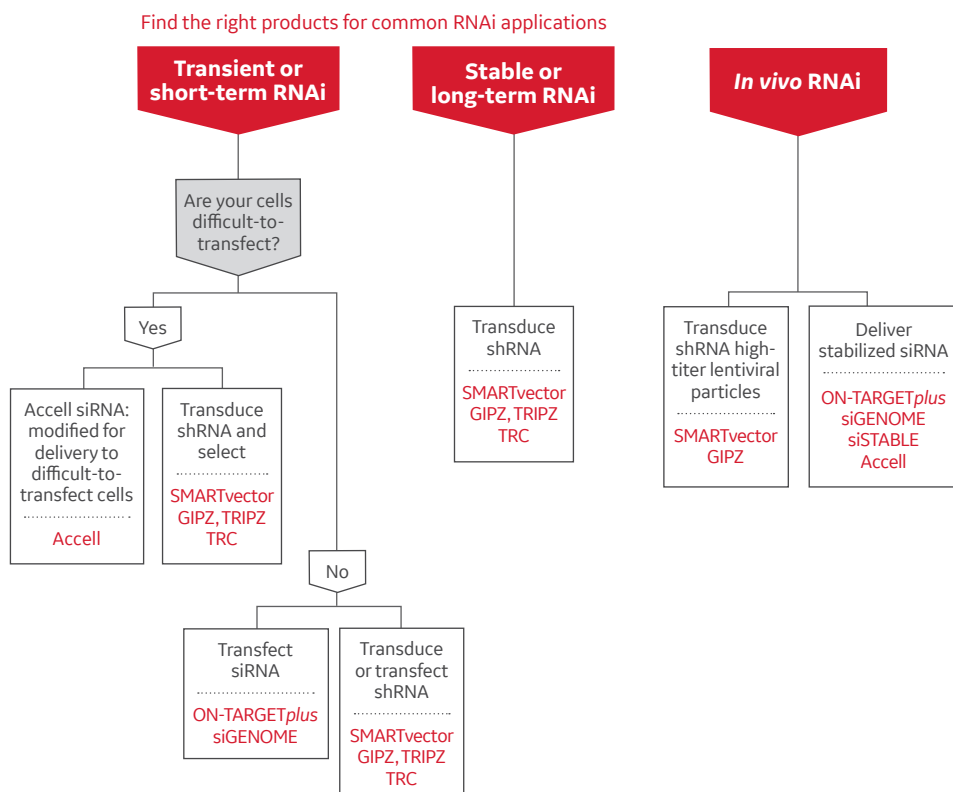 Find the right products for common RNAi applications
Transient or
short-term RNAi
Are your cells
difficult-to-
transfect?
Yes
Accell siRNA:
modified for
delivery to
difficult-to-
transfect cells
Accell
Transduce
shRNA and
select
SMARTvector
GIPZ, TRIPZ
TRC
No
Transfect
siRNA
ON-TARGETplus
siGENOME
Transduce
or transfect
shRNA
SMARTvector
GIPZ, TRIPZ
TRC
Stable or
long-term RNAi
Transduce
shRNA
SMARTvector
GIPZ, TRIPZ
TRC
In vivo RNAi
Transduce
shRNA high-
titer lentiviral
particles
SMARTvector
GIPZ
Deliver
stabilized siRNA
ON-TARGETplus
siGENOME
siSTABLE
Accell